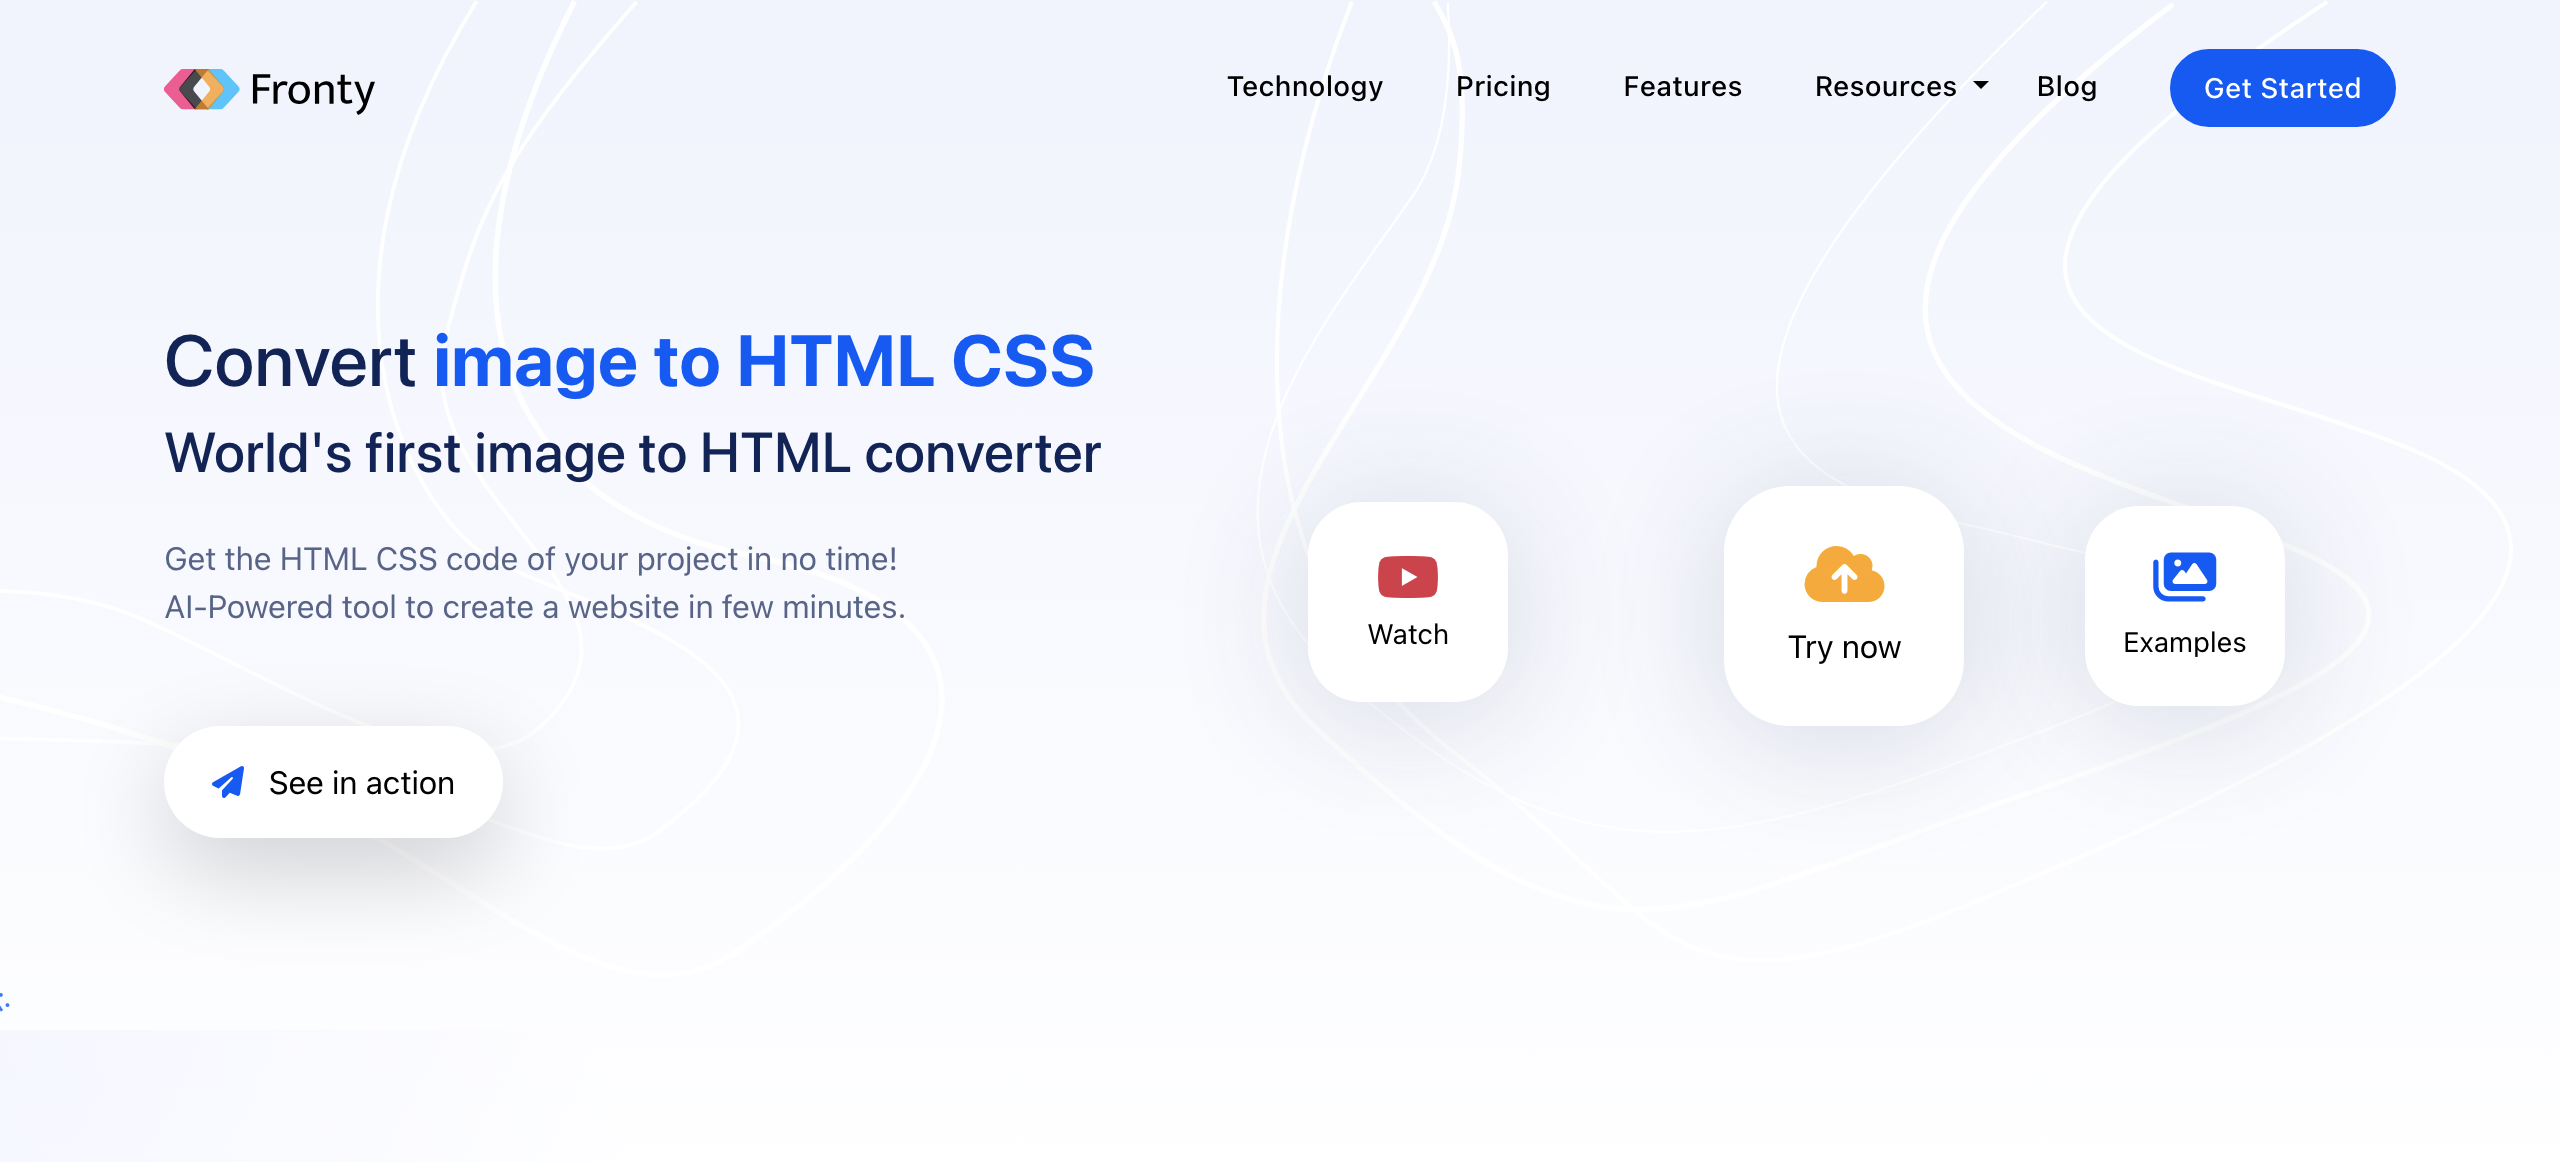 Fronty
Technology Pricing Features Resources Blog Get Started
Convert image to HTML CSS
World's first image to HTML converter
Get the HTML CSS code of your project in no time!
AI-Powered tool to create a website in few minutes.
See in action
Watch
Try now
Examples